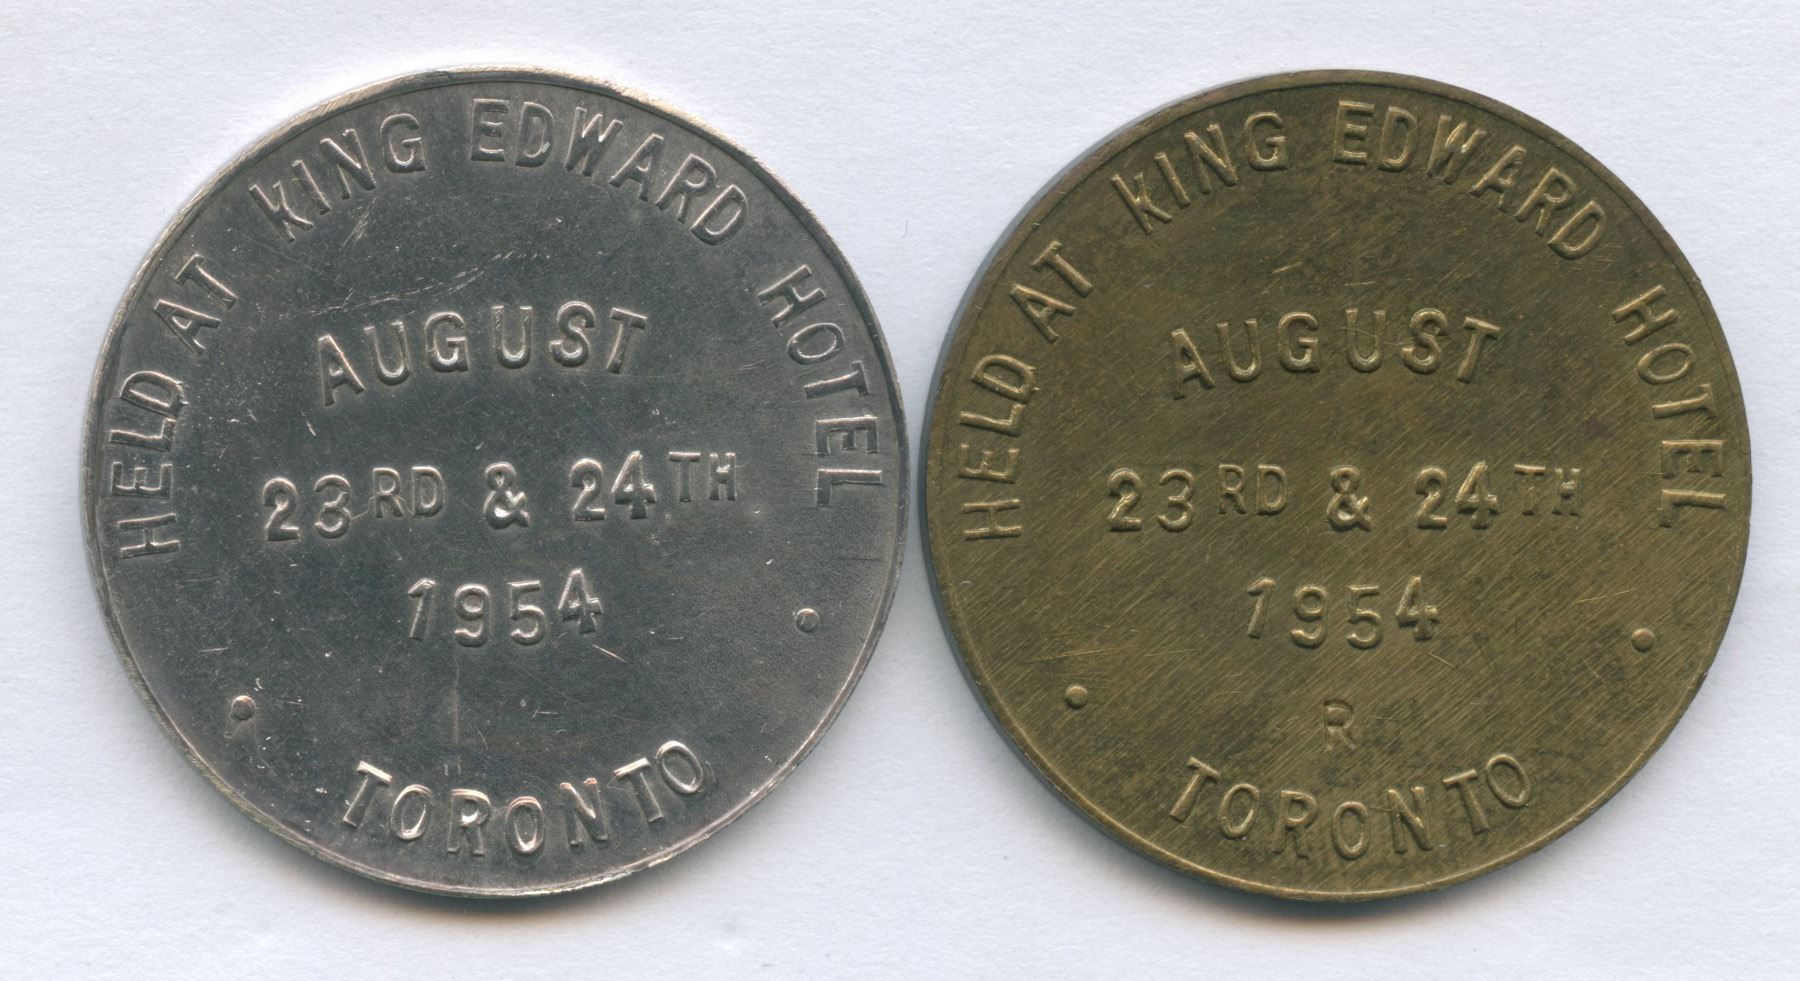 HELD AT KING EDWARD HOTEL
AUGUST
23RD & 24TH
1954
TORONTO
HELD AT KING EDWARD HOTEL
AUGUST
23RD & 24TH
1954
R
TORONTO